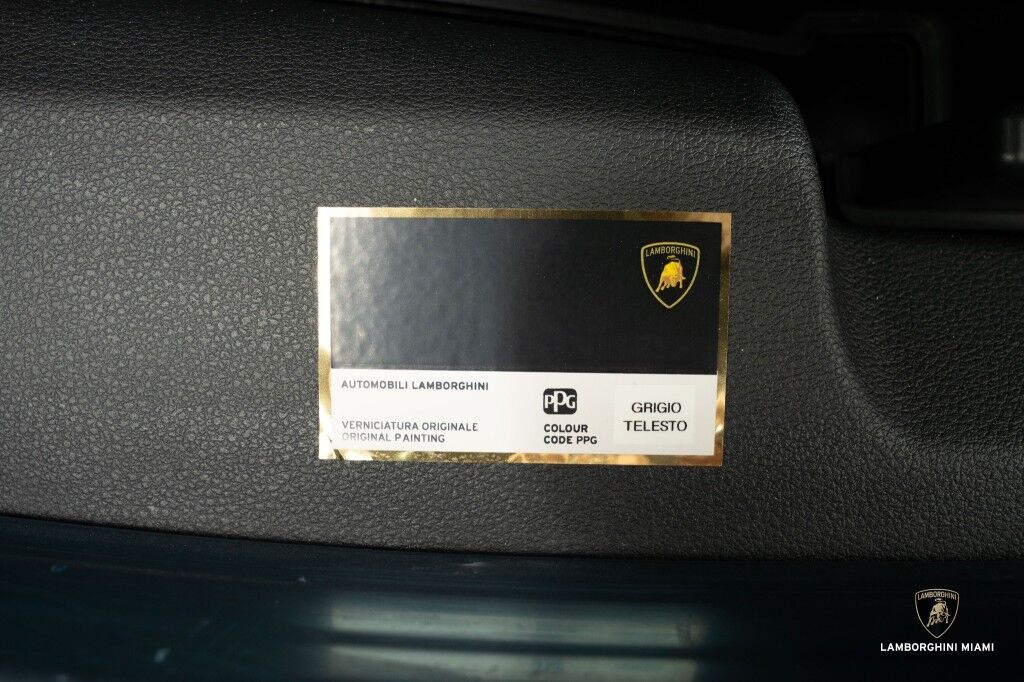 LAMBORGHINI
AUTOMOBILI LAMBORGHINI
VERNICIATURA ORIGINALE
ORIGINAL PAINTING
PPG
COLOUR
CODE PPG
GRIGIO
TELESTO
LAMBORGHINI
LAMBORGHINI MIAMI